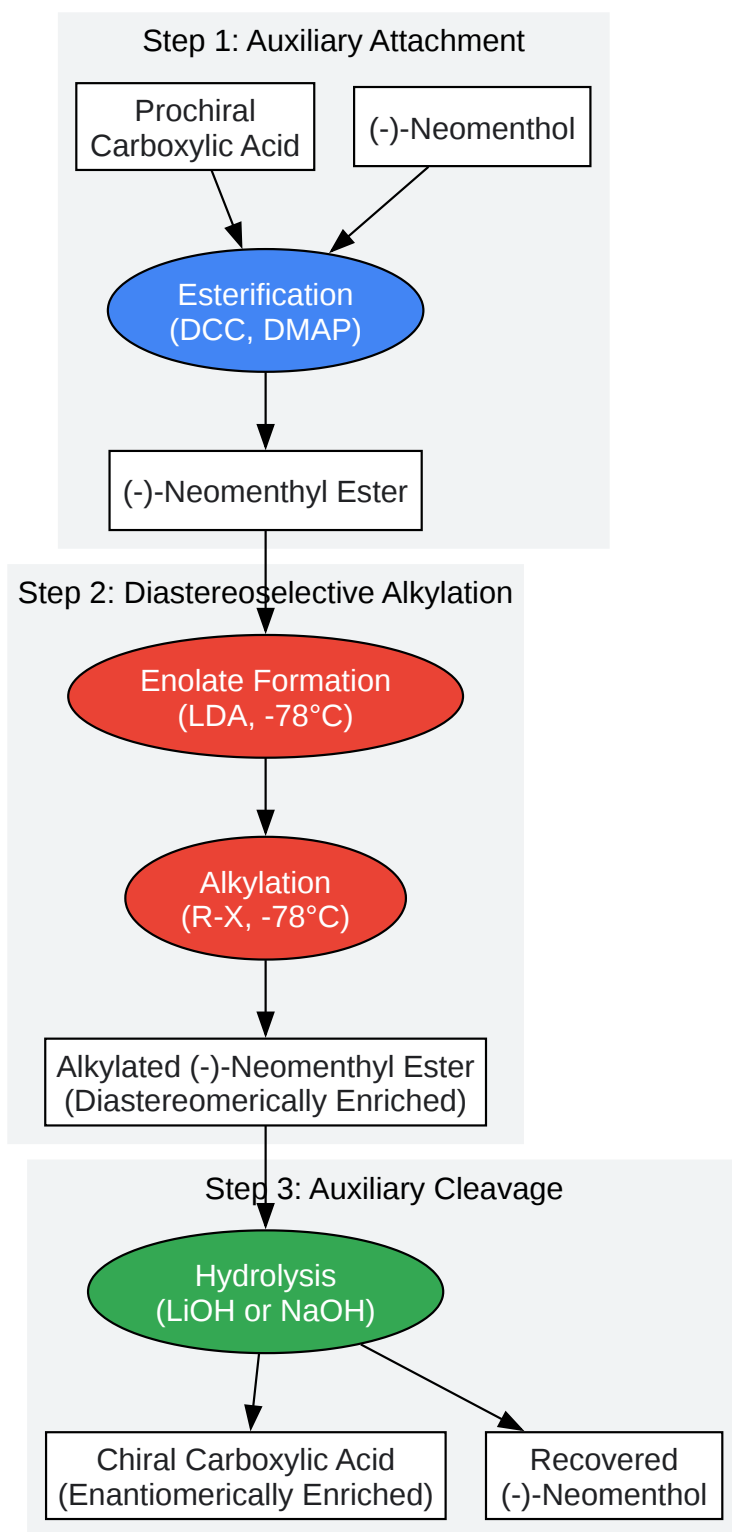 Step 1: Auxiliary Attachment
Prochiral
Carboxylic Acid
(-)-Neomenthol
Esterification
(DCC, DMAP)
(-)-Neomenthyl Ester
Step 2: Diastereoselective Alkylation
Enolate Formation
(LDA, -78°C)
Alkylation
(R-X, -78°C)
Alkylated (-)-Neomenthyl Ester
(Diastereomerically Enriched)
Step 3: Auxiliary Cleavage
Hydrolysis
(LiOH or NaOH)
Chiral Carboxylic Acid
(Enantiomerically Enriched)
Recovered
(-)-Neomenthol